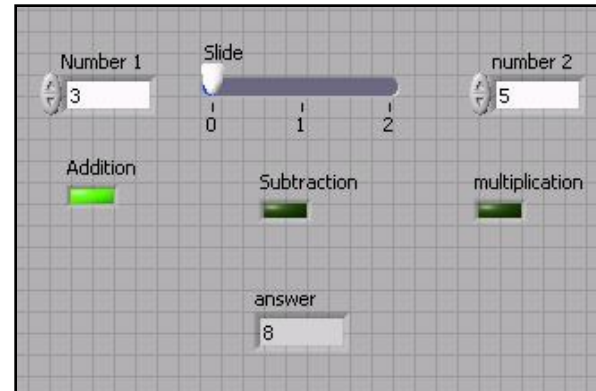 Slide
Number 1
number 2
3
5
0 1 2
Addition
Subtraction
multiplication
answer
8